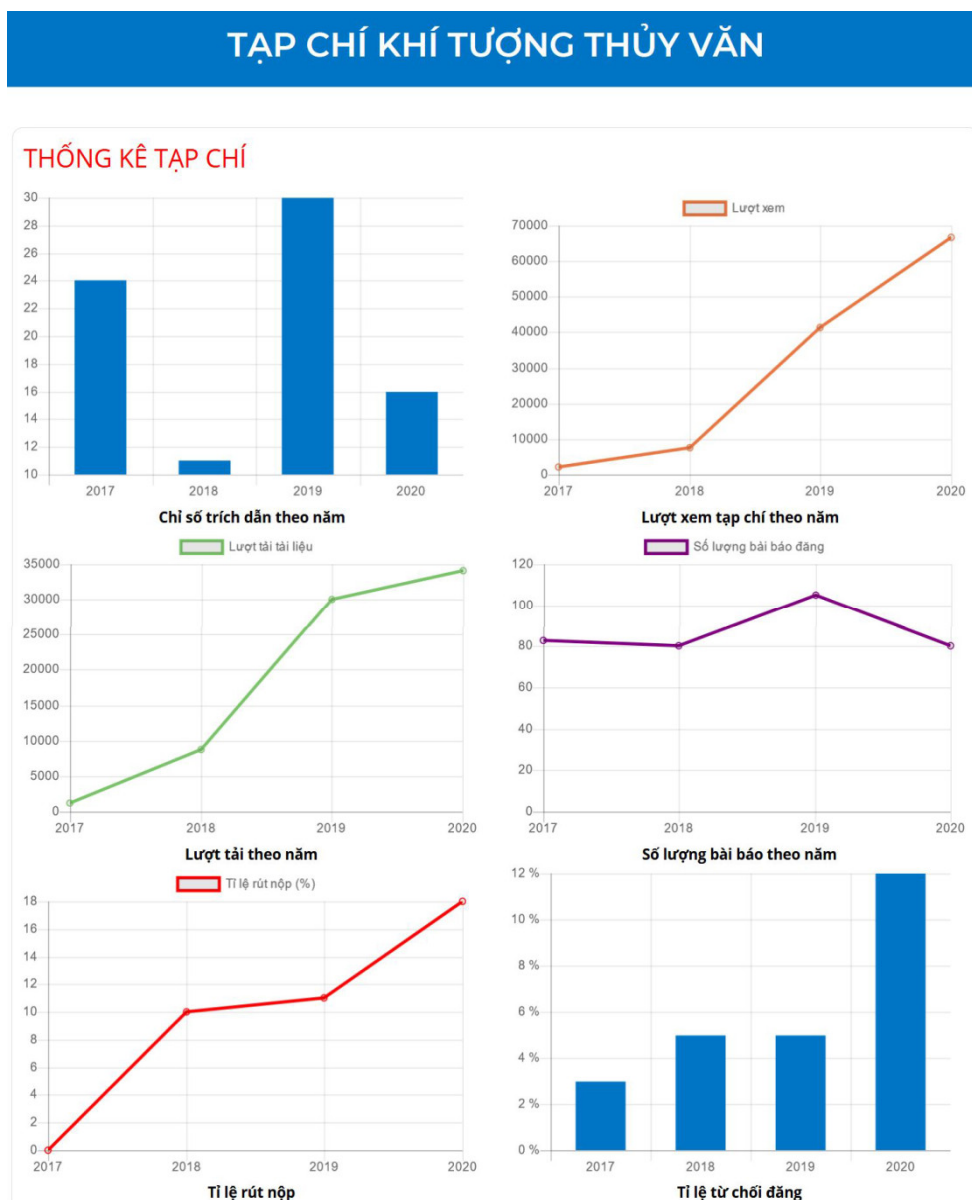 TẠP CHÍ KHÍ TƯỢNG THỦY VĂN
THỐNG KÊ TẠP CHÍ
30
28
26
24
22
20
18
16
14
12
10
2017 2018 2019 2020
Chỉ số trích dẫn theo năm
Lượt xem
70000
60000
50000
40000
30000
20000
10000
0
2017 2018 2019 2020
Lượt xem tạp chí theo năm
Lượt tải tài liệu
35000
30000
25000
20000
15000
10000
5000
0
2017 2018 2019 2020
Lượt tải theo năm
Số lượng bài báo đăng
120
100
80
60
40
20
0
2017 2018 2019 2020
Số lượng bài báo theo năm
Tỉ lệ rút nộp (%)
18
16
14
12
10
8
6
4
2
0
2017 2018 2019 2020
Tỉ lệ rút nộp
12 %
10 %
8 %
6 %
4 %
2 %
0 %
2017 2018 2019 2020
Tỉ lệ từ chối đăng